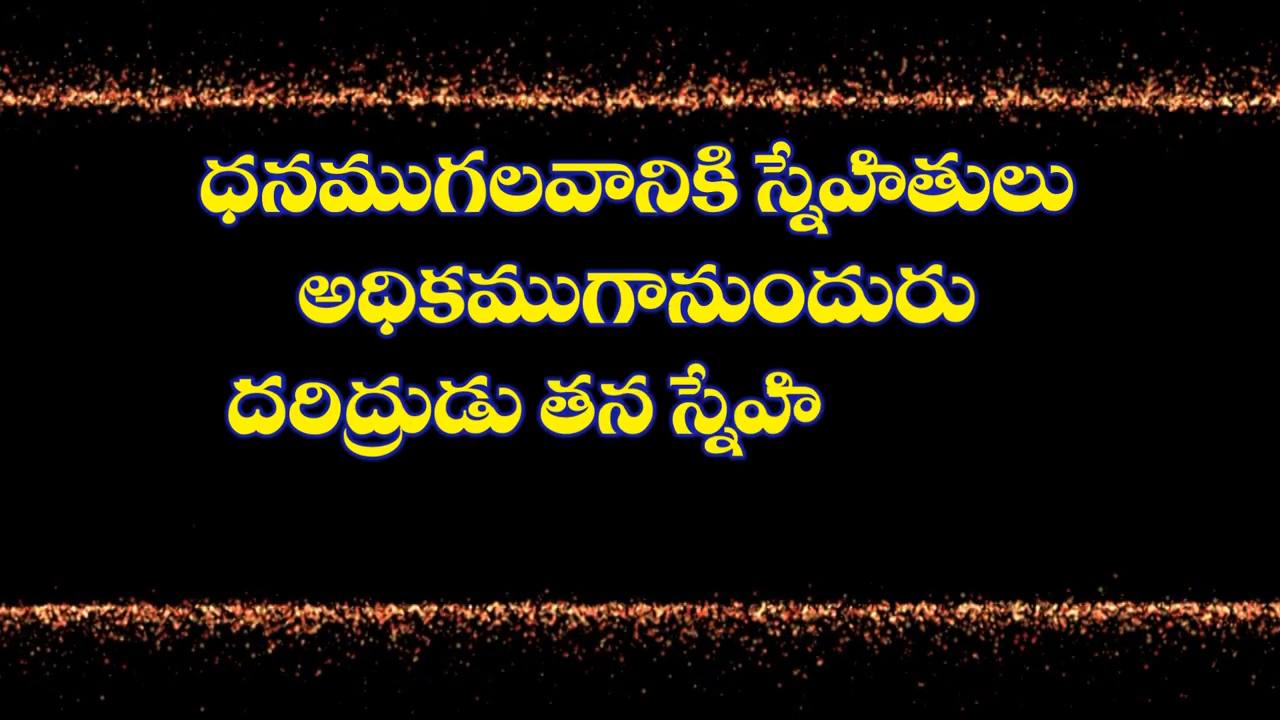 ధనముగలవానికి స్నేహితులు
అధికముగానుందురు
దరిద్రుడు తన స్నేహి